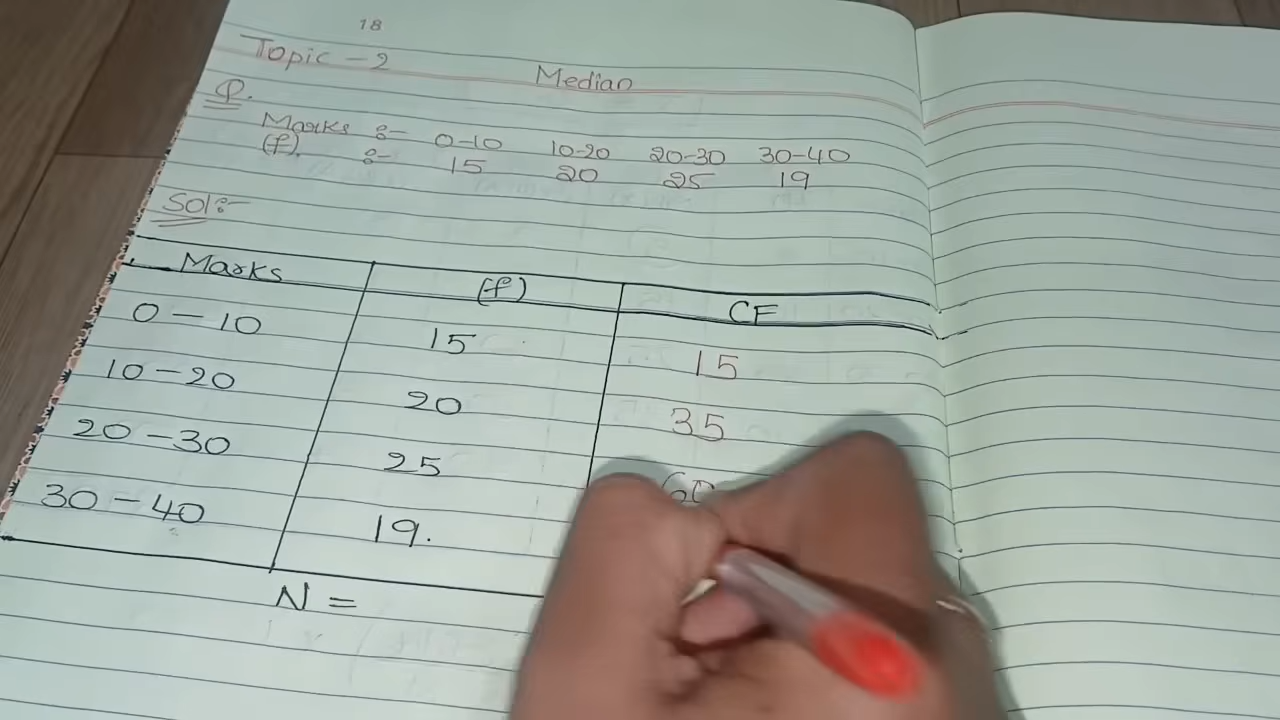 18
Topic - 2
Median
Q.
Marks :- 0-10 10-20 20-30 30-40
(f) :- 15 20 25 19
Sol:-
Marks (f) CF
0 - 10 15 15
10 - 20 20 35
20 - 30 25 60
30 - 40 19.
N =